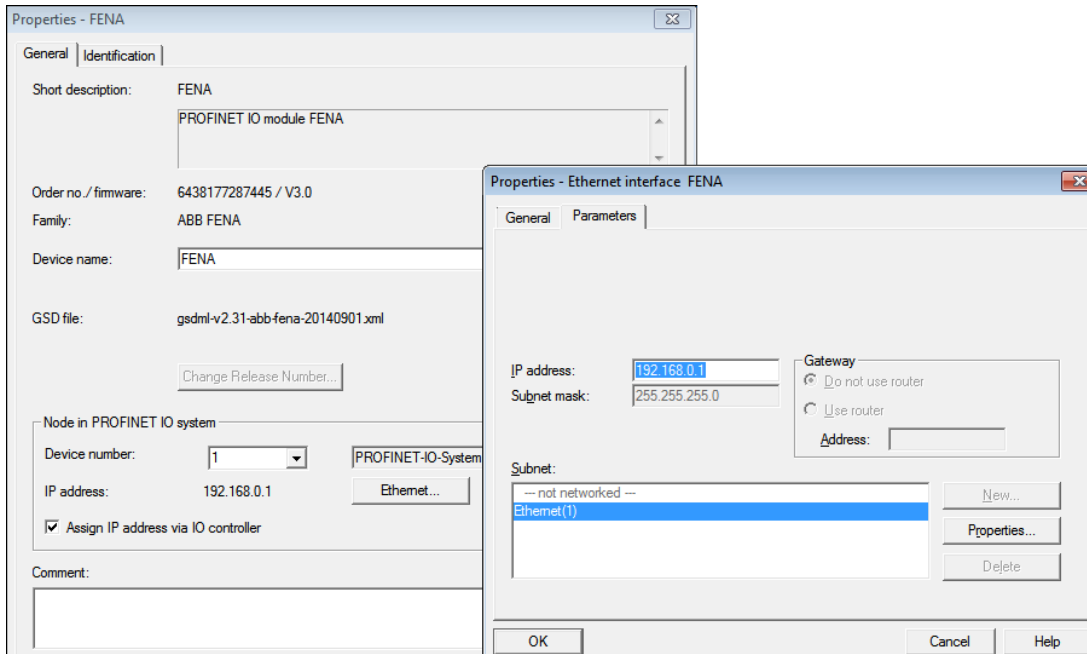 Properties - FENA
General
Identification
Short description:
FENA
PROFINET IO module FENA
Order no./ firmware:
6438177287445 / V3.0
Family:
ABB FENA
Device name:
FENA
GSD file:
gsdml-v2.31-abb-fena-20140901.xml
Change Release Number...
Node in PROFINET IO system
Device number:
1
PROFINET-IO-System
IP address:
192.168.0.1
Ethernet...
Assign IP address via IO controller
Comment:
Properties - Ethernet interface FENA
General
Parameters
IP address:
192.168.0.1
Subnet mask:
255.255.255.0
Gateway
Do not use router
Use router
Address:
Subnet:
--- not networked ---
Ethernet(1)
New...
Properties...
Delete
OK
Cancel
Help